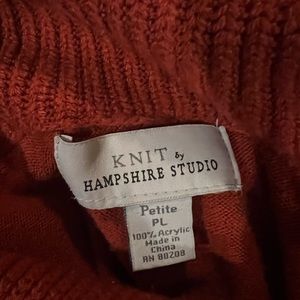 KNIT by
HAMPSHIRE STUDIO
Petite
PL
100% Acrylic
Made in
China
RN 80208